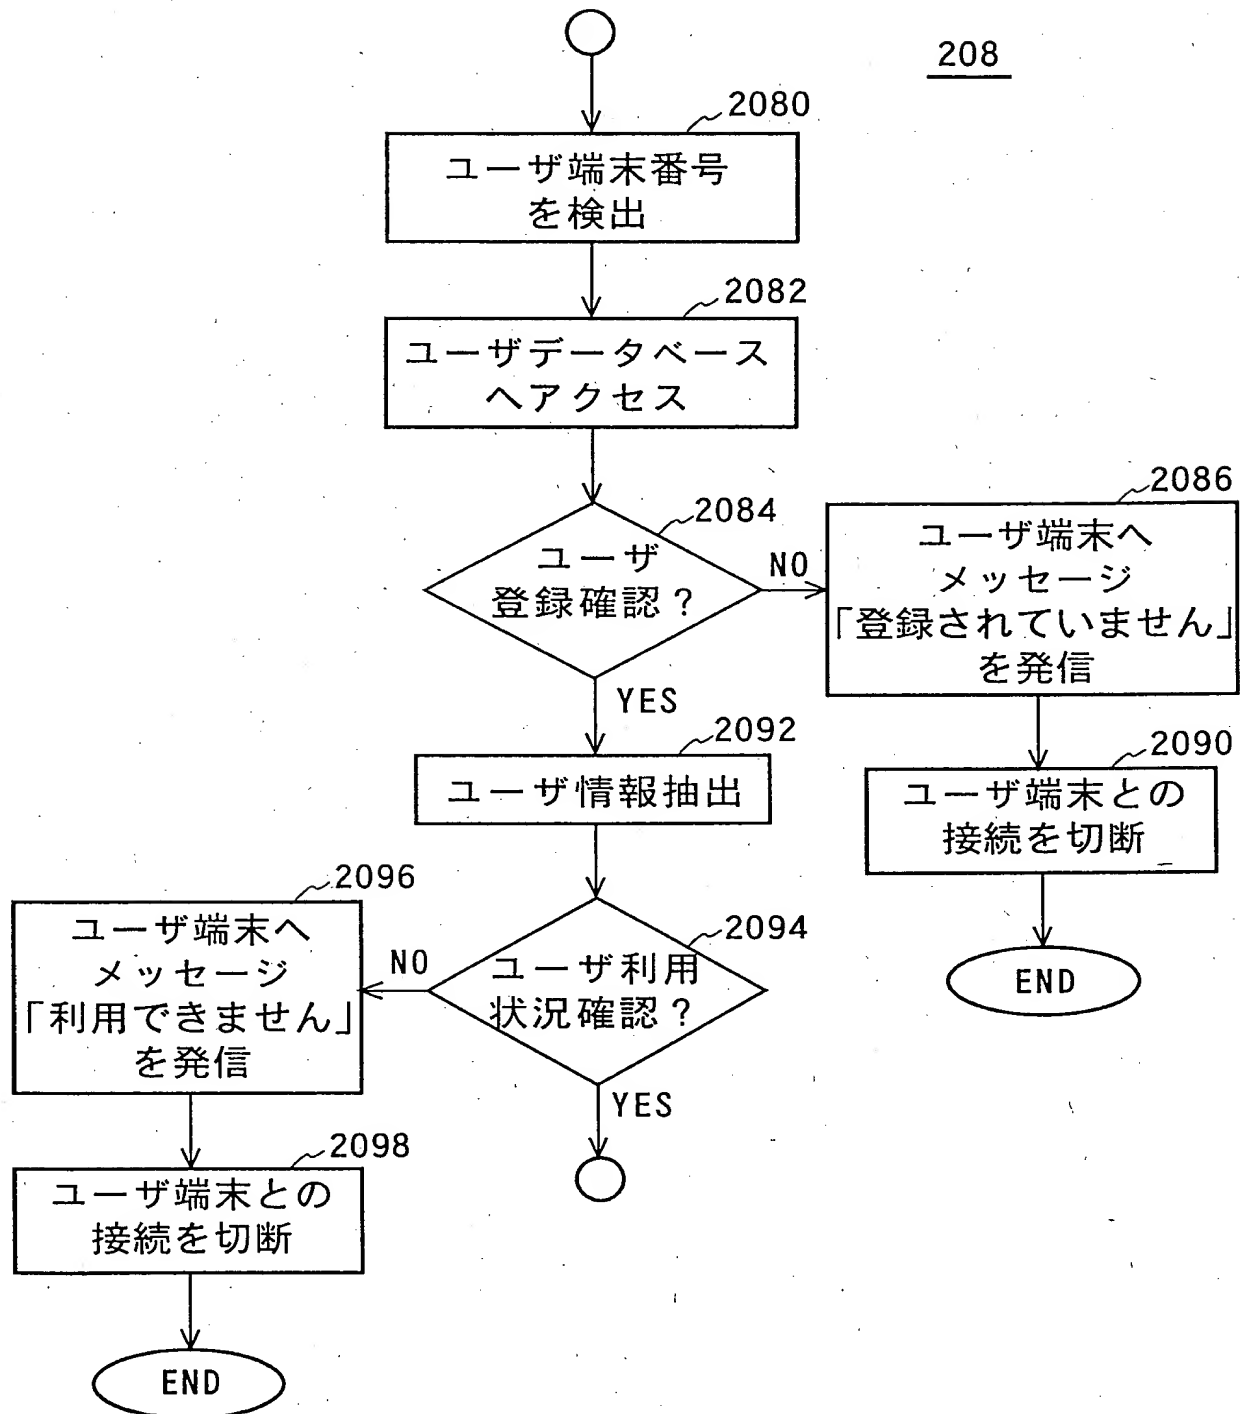 208
2080
ユーザ端末番号
を検出
2082
ユーザデータベース
へアクセス
2084
ユーザ
登録確認?
NO
2086
ユーザ端末へ
メッセージ
「登録されていません」
を発信
YES
2090
ユーザ端末との
接続を切断
END
2092
ユーザ情報抽出
2094
ユーザ利用
状況確認?
NO
2096
ユーザ端末へ
メッセージ
「利用できません」
を発信
YES
2098
ユーザ端末との
接続を切断
END